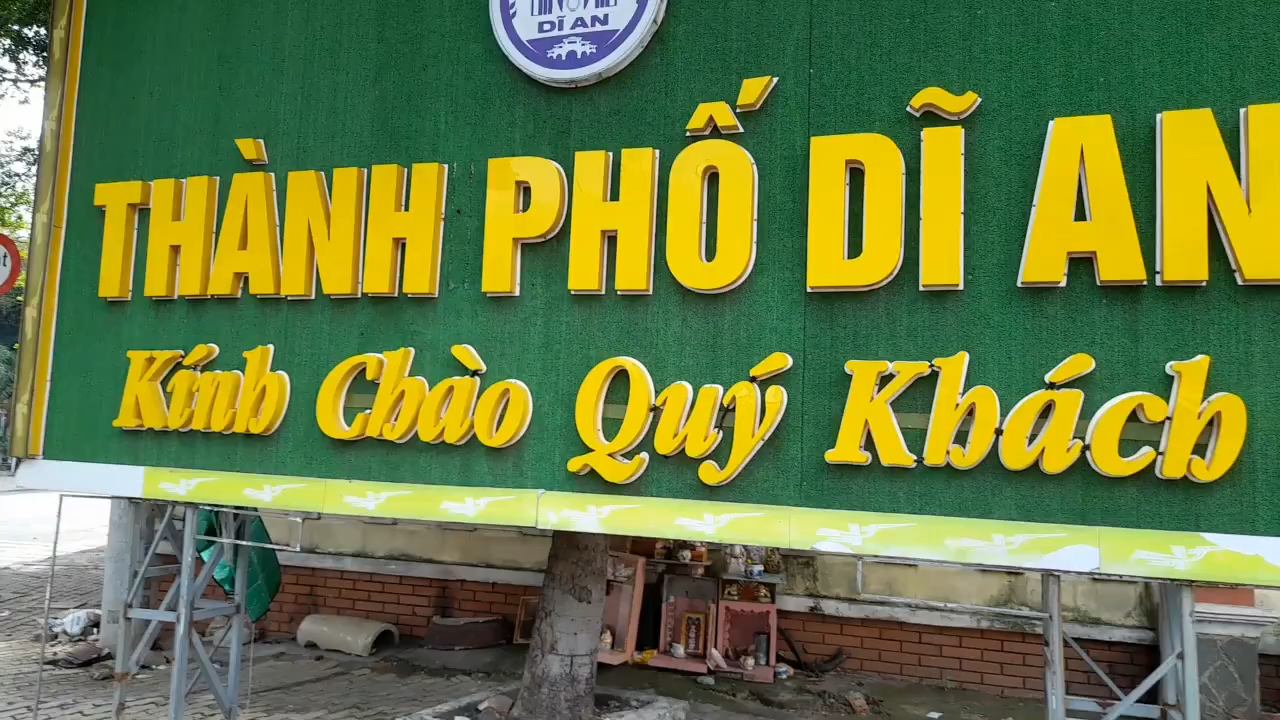 DĨ AN
THÀNH PHỐ DĨ AN
Kính Chào Quý Khách